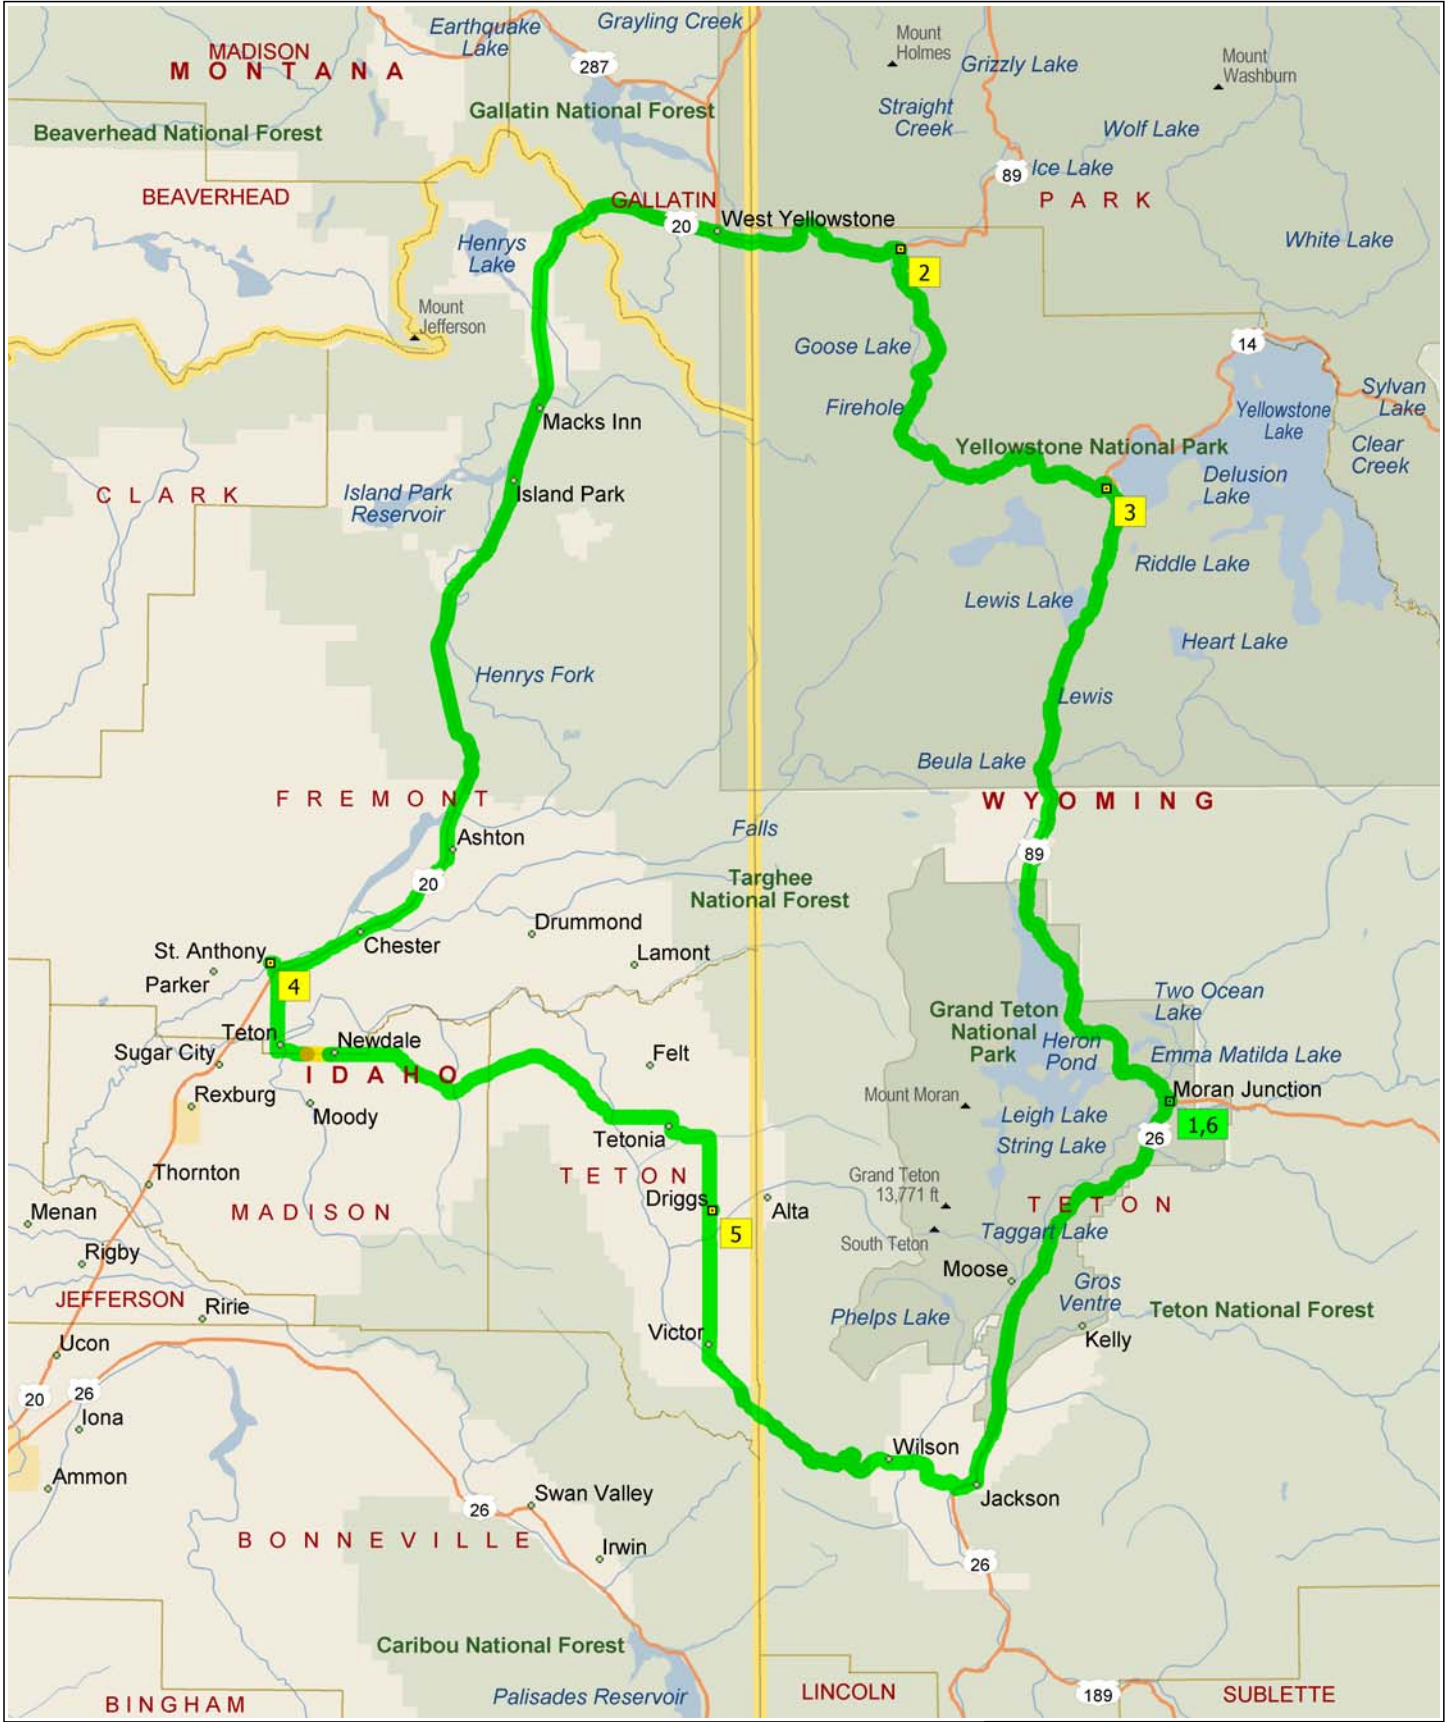 Earthquake
Lake
Grayling Creek
MADISON
MONTANA
287
Mount
Holmes
Grizzly Lake
Mount
Washburn
Gallatin National Forest
Beaverhead National Forest
Straight
Creek
Wolf Lake
89
Ice Lake
BEAVERHEAD
GALLATIN
PARK
20
West Yellowstone
Henrys
Lake
White Lake
2
Mount
Jefferson
Goose Lake
14
Firehole
Sylvan
Lake
Yellowstone
Lake
Macks Inn
Yellowstone National Park
Clear
Creek
Delusion
Lake
CLARK
Island Park
Reservoir
Island Park
3
Riddle Lake
Lewis Lake
Heart Lake
Henrys Fork
Lewis
Beula Lake
FREMONT
WYOMING
Falls
Ashton
89
20
Targhee
National Forest
Drummond
Chester
St. Anthony
Lamont
Parker
4
Two Ocean
Lake
Grand Teton
National
Park
Teton
Newdale
Heron
Pond
Sugar City
Felt
Emma Matilda Lake
IDAHO
Rexburg
Moody
Mount Moran
Moran Junction
Leigh Lake
1,6
Tetonia
26
String Lake
Thornton
TETON
Grand Teton
13,771 ft
Driggs
Alta
TETON
Menan
MADISON
5
South Teton
Taggart Lake
Rigby
Moose
Gros
Ventre
JEFFERSON
Ririe
Phelps Lake
Teton National Forest
Ucon
Victor
Kelly
20
26
Iona
Wilson
Ammon
Swan Valley
Jackson
26
BONNEVILLE
Irwin
26
Caribou National Forest
Palisades Reservoir
BINGHAM
LINCOLN
189
SUBLETTE